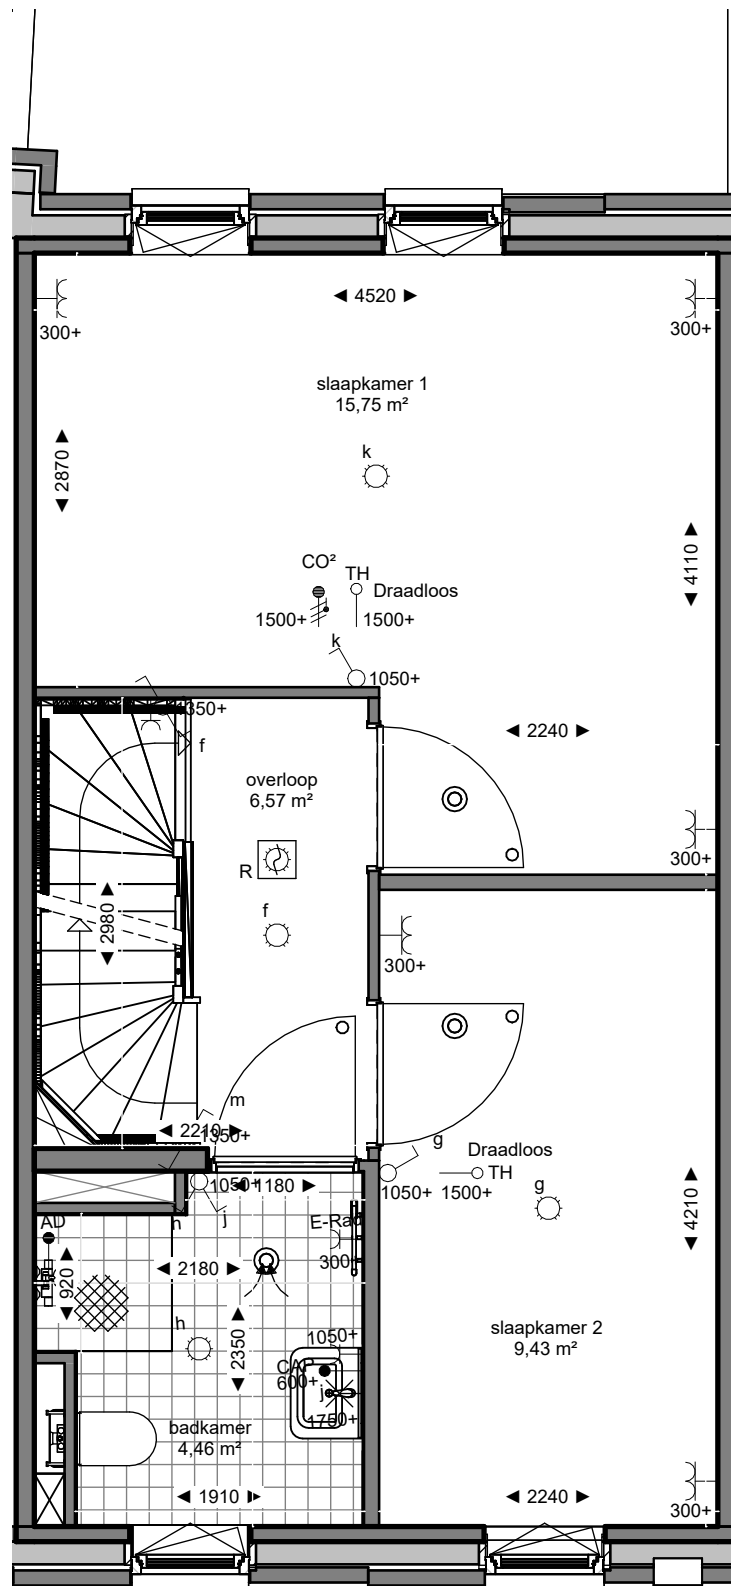 4520
300+
300+
slaapkamer 1
15,75 m²
2870
k
4110
CO²
TH
Draadloos
1500+
1500+
k
1050+
1350+
f
2240
overloop
6,57 m²
300+
R
f
2980
300+
m
2210
1350+
g
Draadloos
TH
1050+
1500+
1050+
1180
g
h
j
AD
E-Rad
300+
4210
2180
920
h
2350
slaapkamer 2
9,43 m²
1050+
CAP
600+
j
1750+
badkamer
4,46 m²
1910
2240
300+